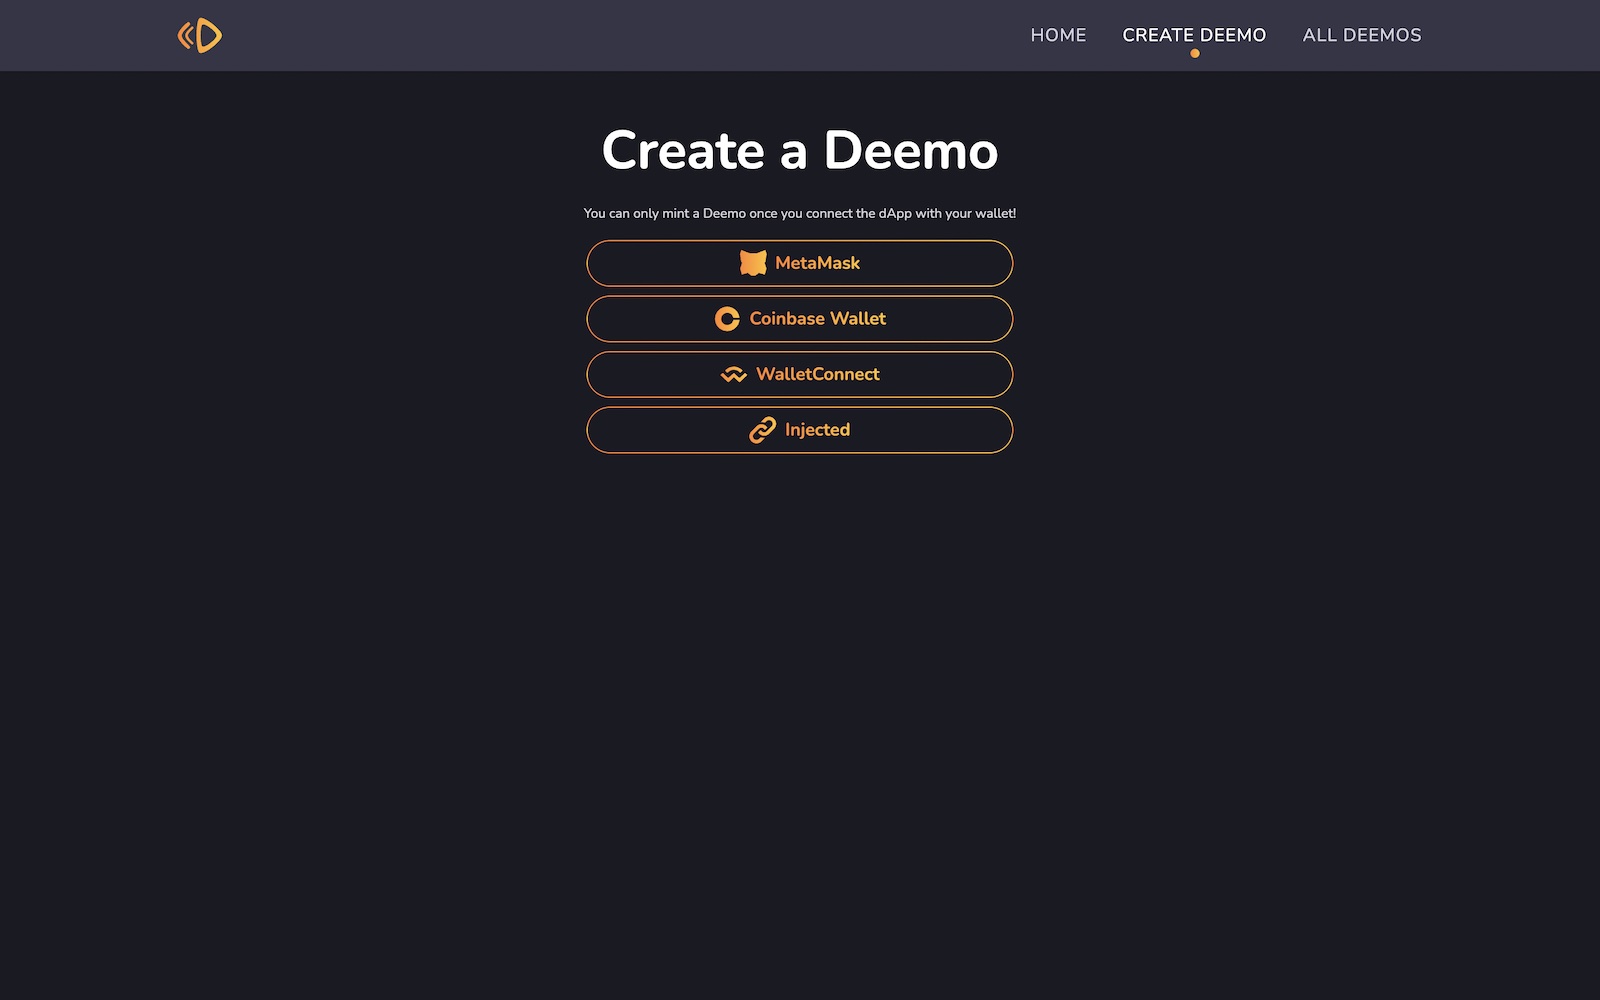 HOME CREATE DEEMO ALL DEEMOS
Create a Deemo
You can only mint a Deemo once you connect the dApp with your wallet!
MetaMask
Coinbase Wallet
WalletConnect
Injected